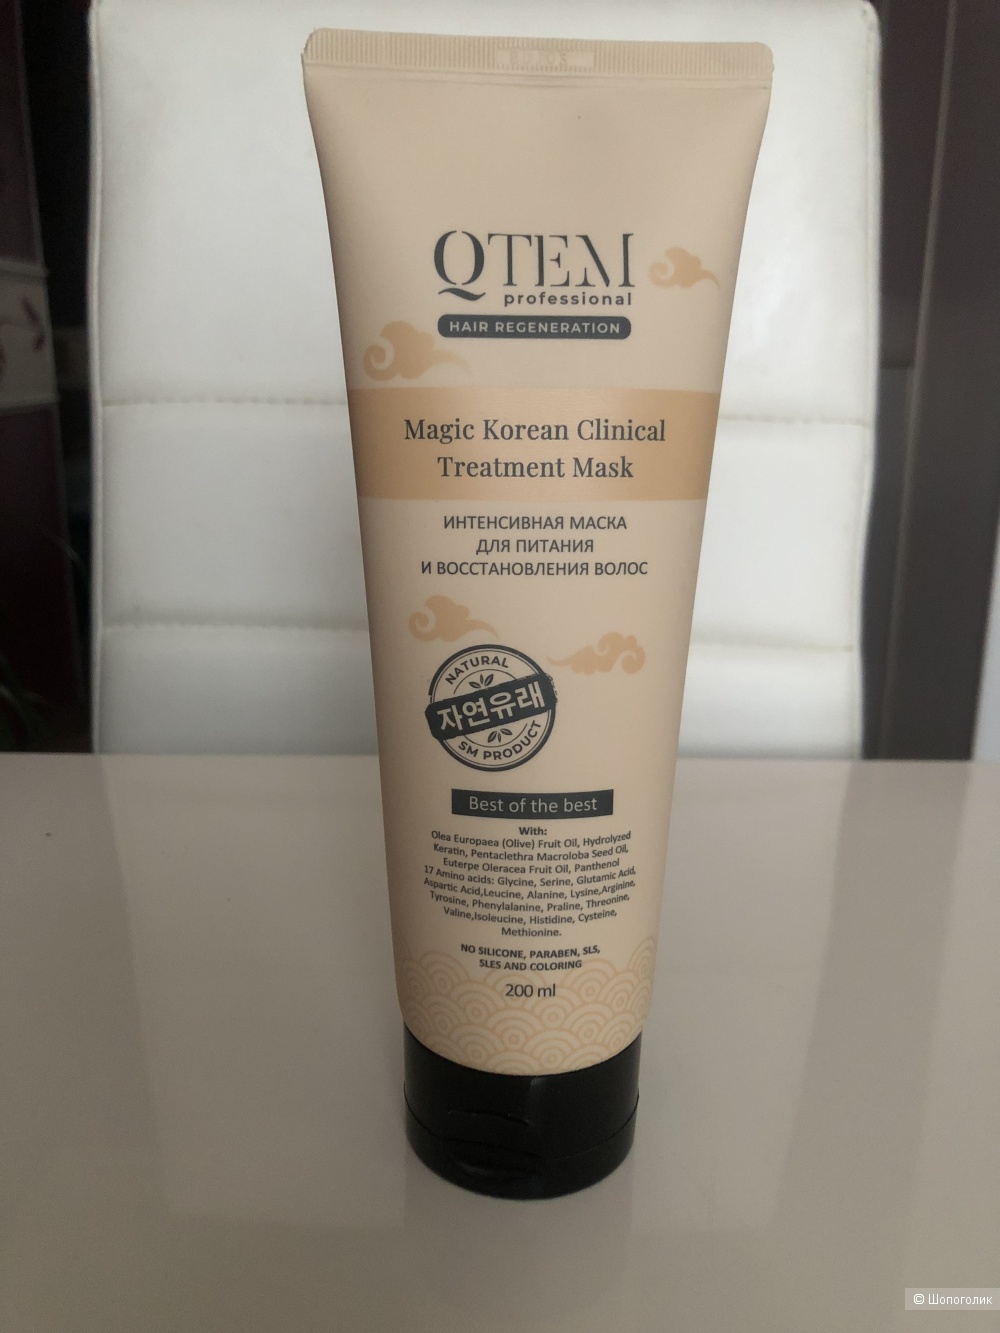 QTEM
professional
HAIR REGENERATION
Magic Korean Clinical
Treatment Mask
ИНТЕНСИВНАЯ МАСКА
ДЛЯ ПИТАНИЯ
И ВОССТАНОВЛЕНИЯ ВОЛОС
NATURAL
자연유래
SM PRODUCT
Best of the best
With:
Olea Europaea (Olive) Fruit Oil, Hydrolyzed
Keratin, Pentaclethra Macroloba Seed Oil,
Euterpe Oleracea Fruit Oil, Panthenol
17 Amino acids: Glycine, Serine, Glutamic Acid,
Aspartic Acid,Leucine, Alanine, Lysine,Arginine,
Tyrosine, Phenylalanine, Praline, Threonine,
Valine,Isoleucine, Histidine, Cysteine,
Methionine.
NO SILICONE, PARABEN, SLS,
SLES AND COLORING
200 ml
© Шопоголик